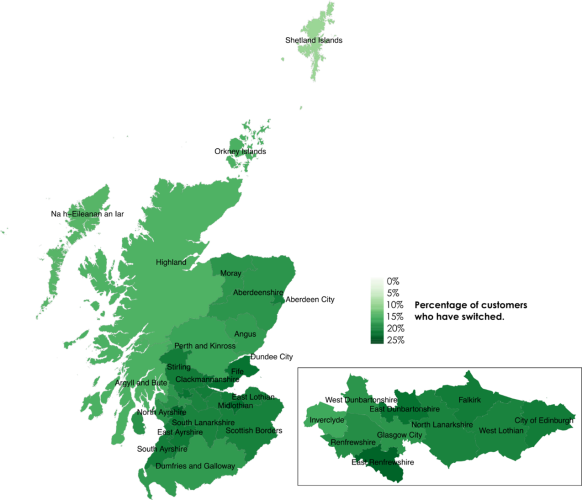 Shetland Islands
Orkney Islands
Na h-Eileanan an Iar
Highland
Moray
Aberdeenshire
Aberdeen City
Angus
Perth and Kinross
Dundee City
Stirling
Fife
Argyll and Bute
Clackmannanshire
East Lothian
Midlothian
North Ayrshire
South Lanarkshire
East Ayrshire
Scottish Borders
South Ayrshire
Dumfries and Galloway
0%
5%
10%
15%
20%
25%
Percentage of customers
who have switched.
West Dunbartonshire
Falkirk
East Dunbartonshire
Inverclyde
North Lanarkshire
City of Edinburgh
Glasgow City
West Lothian
Renfrewshire
East Renfrewshire